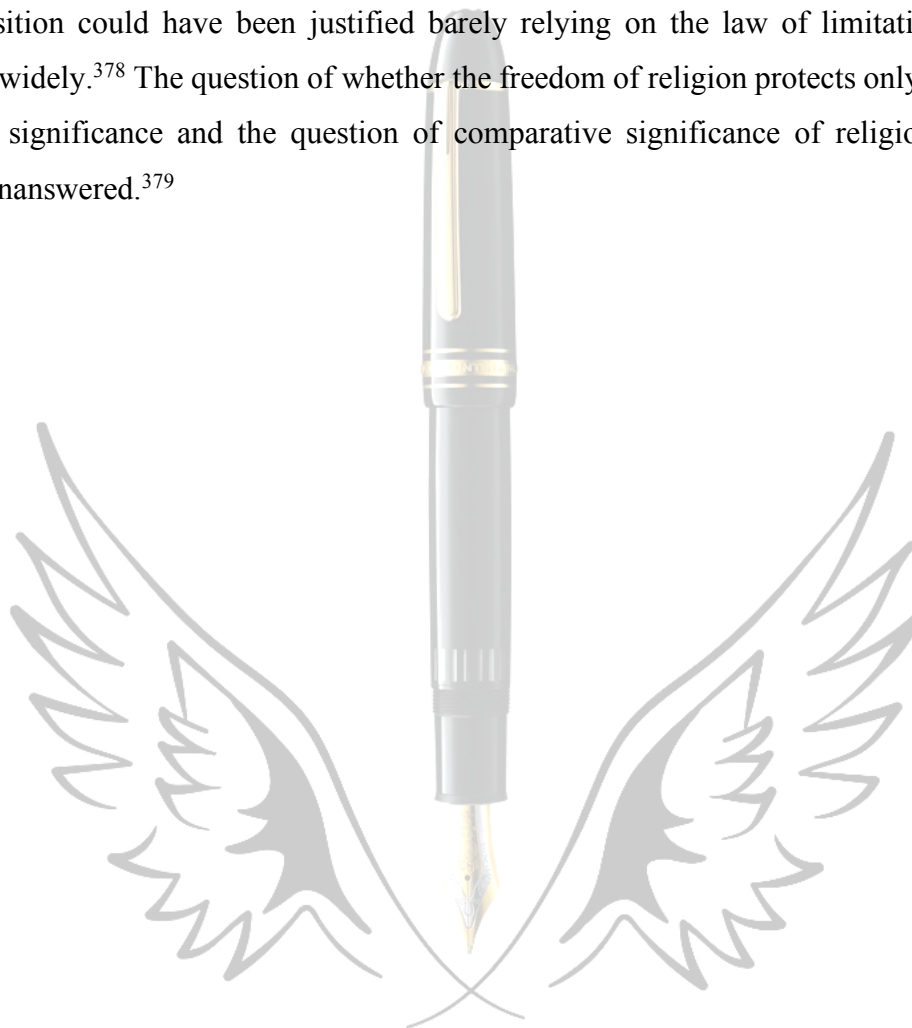 sition could have been justified barely relying on the law of limitati
widely.³⁷⁸ The question of whether the freedom of religion protects only
significance and the question of comparative significance of religio
nanswered.³⁷⁹